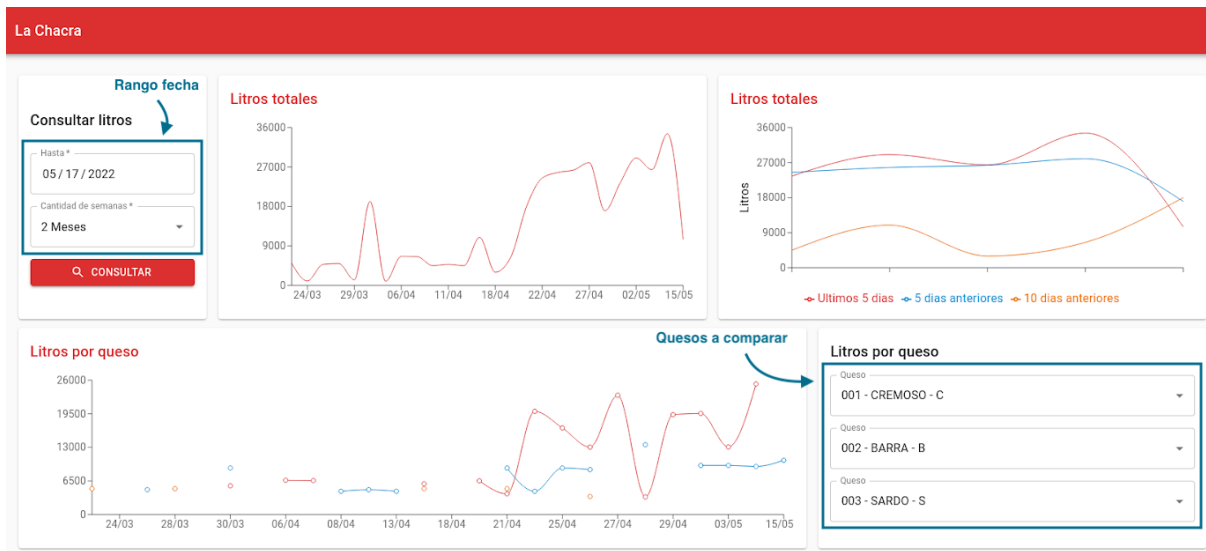 La Chacra
Rango fecha
Consultar litros
Hasta *
05 / 17 / 2022
Cantidad de semanas *
2 Meses
CONSULTAR
Litros totales
36000
27000
18000
9000
0
24/03 29/03 06/04 11/04 18/04 22/04 27/04 02/05 15/05
Litros totales
Litros
36000
27000
18000
9000
0
Ultimos 5 dias 5 dias anteriores 10 dias anteriores
Litros por queso
26000
19500
13000
6500
0
24/03 28/03 30/03 06/04 08/04 13/04 18/04 21/04 25/04 27/04 29/04 03/05 15/05
Quesos a comparar
Litros por queso
Queso
001 - CREMOSO - C
Queso
002 - BARRA - B
Queso
003 - SARDO - S